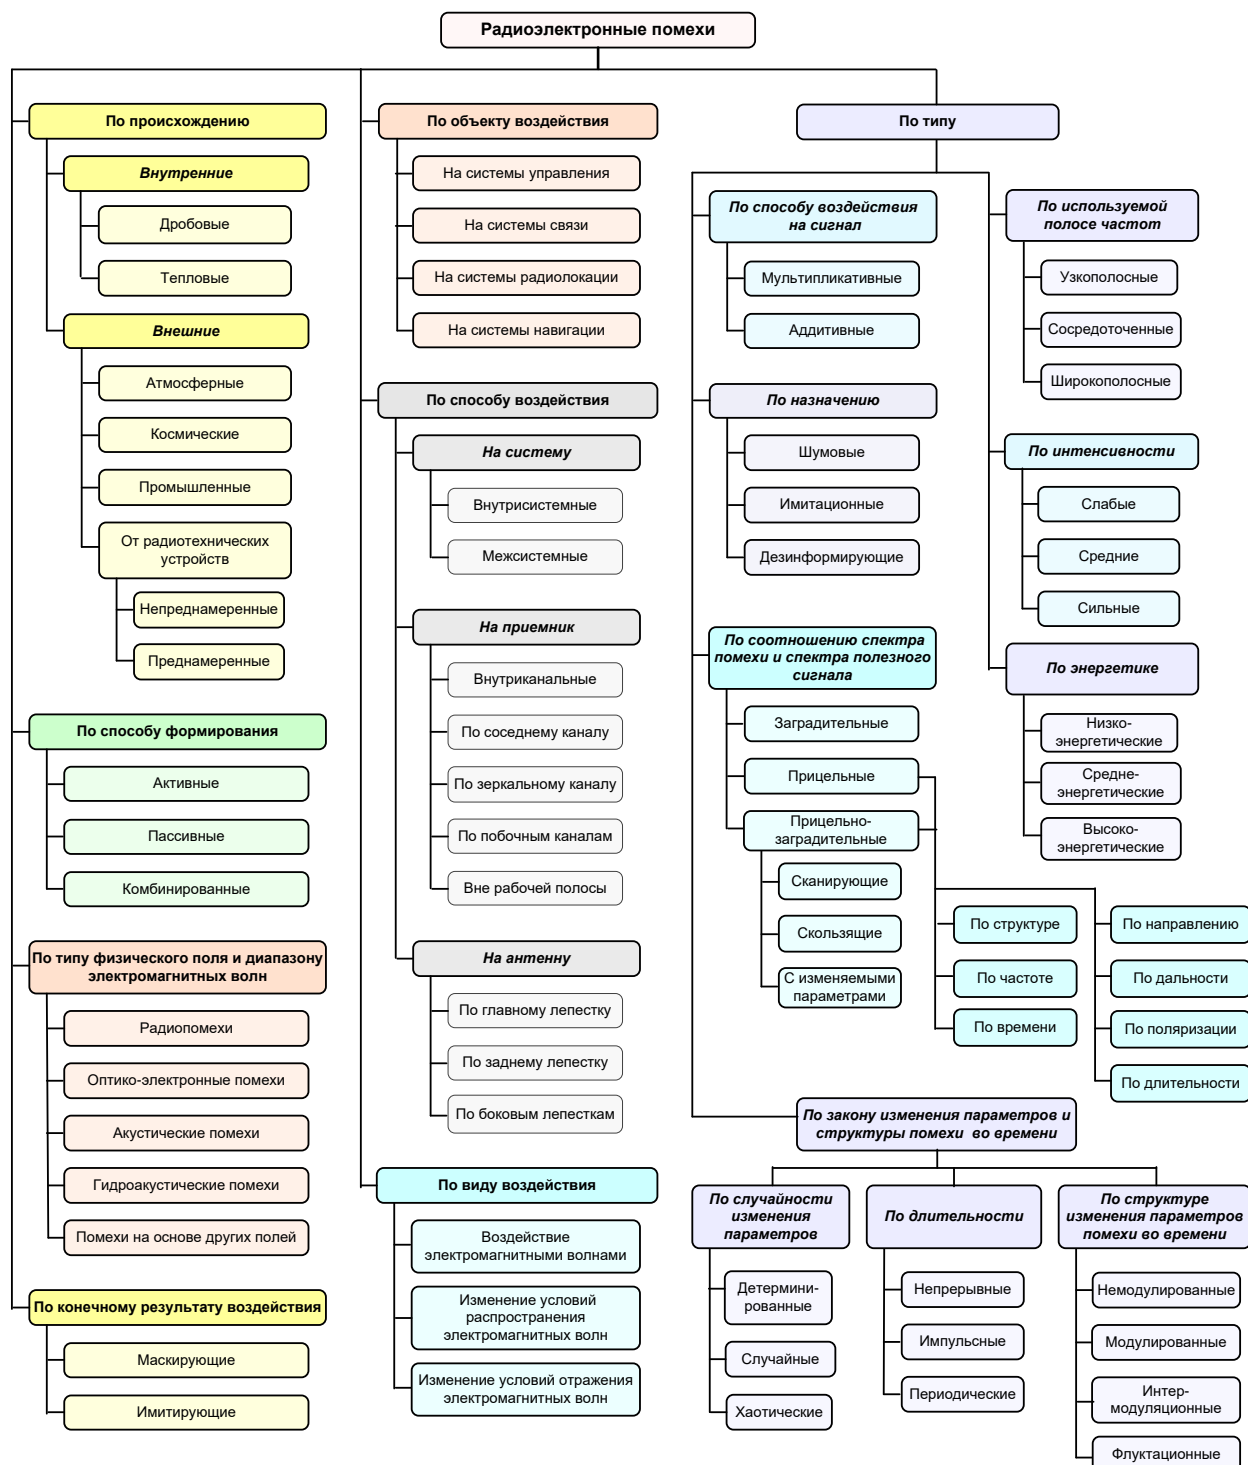 Радиоэлектронные помехи
По происхождению
Внутренние
Дробовые
Тепловые
Внешние
Атмосферные
Космические
Промышленные
От радиотехнических
устройств
Непреднамеренные
Преднамеренные
По способу формирования
Активные
Пассивные
Комбинированные
По типу физического поля и диапазону
электромагнитных волн
Радиопомехи
Оптико-электронные помехи
Акустические помехи
Гидроакустические помехи
Помехи на основе других полей
По конечному результату воздействия
Маскирующие
Имитирующие
По объекту воздействия
На системы управления
На системы связи
На системы радиолокации
На системы навигации
По способу воздействия
На систему
Внутрисистемные
Межсистемные
На приемник
Внутриканальные
По соседнему каналу
По зеркальному каналу
По побочным каналам
Вне рабочей полосы
На антенну
По главному лепестку
По заднему лепестку
По боковым лепесткам
По виду воздействия
Воздействие
электромагнитными волнами
Изменение условий
распространения
электромагнитных волн
Изменение условий отражения
электромагнитных волн
По типу
По способу воздействия
на сигнал
Мультипликативные
Аддитивные
По назначению
Шумовые
Имитационные
Дезинформирующие
По соотношению спектра
помехи и спектра полезного
сигнала
Заградительные
Прицельные
Прицельно-
заградительные
Сканирующие
Скользящие
С изменяемыми
параметрами
По структуре
По частоте
По времени
По направлению
По дальности
По поляризации
По длительности
По используемой
полосе частот
Узкополосные
Сосредоточенные
Широкополосные
По интенсивности
Слабые
Средние
Сильные
По энергетике
Низко-
энергетические
Средне-
энергетические
Высоко-
энергетические
По закону изменения параметров и
структуры помехи во времени
По случайности
изменения
параметров
Детермини-
рованные
Случайные
Хаотические
По длительности
Непрерывные
Импульсные
Периодические
По структуре
изменения параметров
помехи во времени
Немодулированные
Модулированные
Интер-
модуляционные
Флуктационные